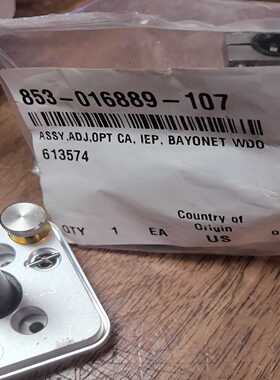 853-016889-107
ASSY,ADJ,OPT CA, IEP, BAYONET WDO
613574
QTY 1 EA
Country of
Origin
US